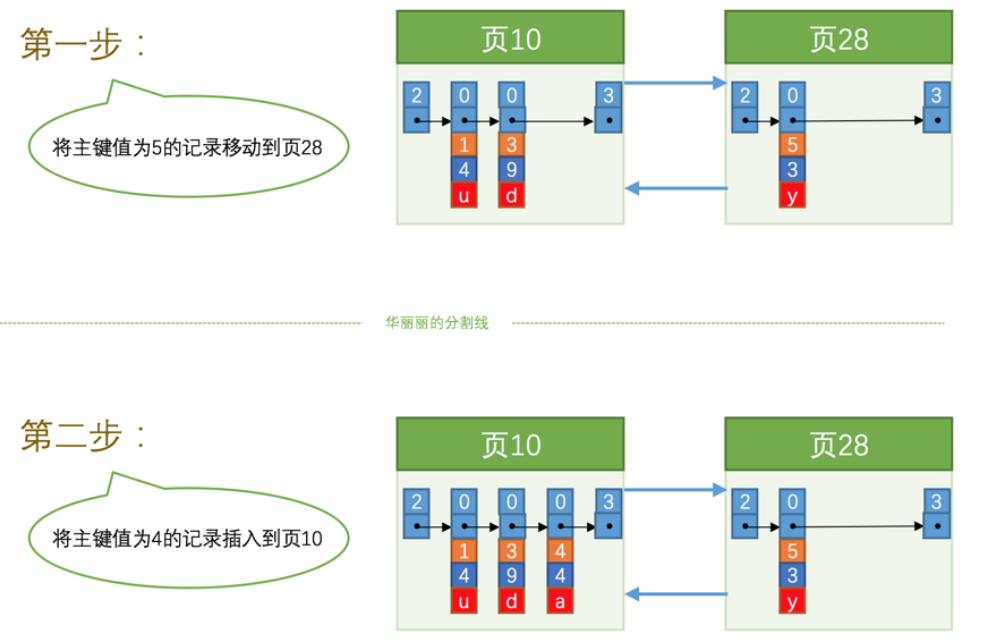 第一步：
将主键值为5的记录移动到页28
页10
2 0 0 3
1 3
4 9
u d
页28
2 0 3
5
3
y
华丽丽的分割线
第二步：
将主键值为4的记录插入到页10
页10
2 0 0 0 3
1 3 4
4 9 4
u d a
页28
2 0 3
5
3
y